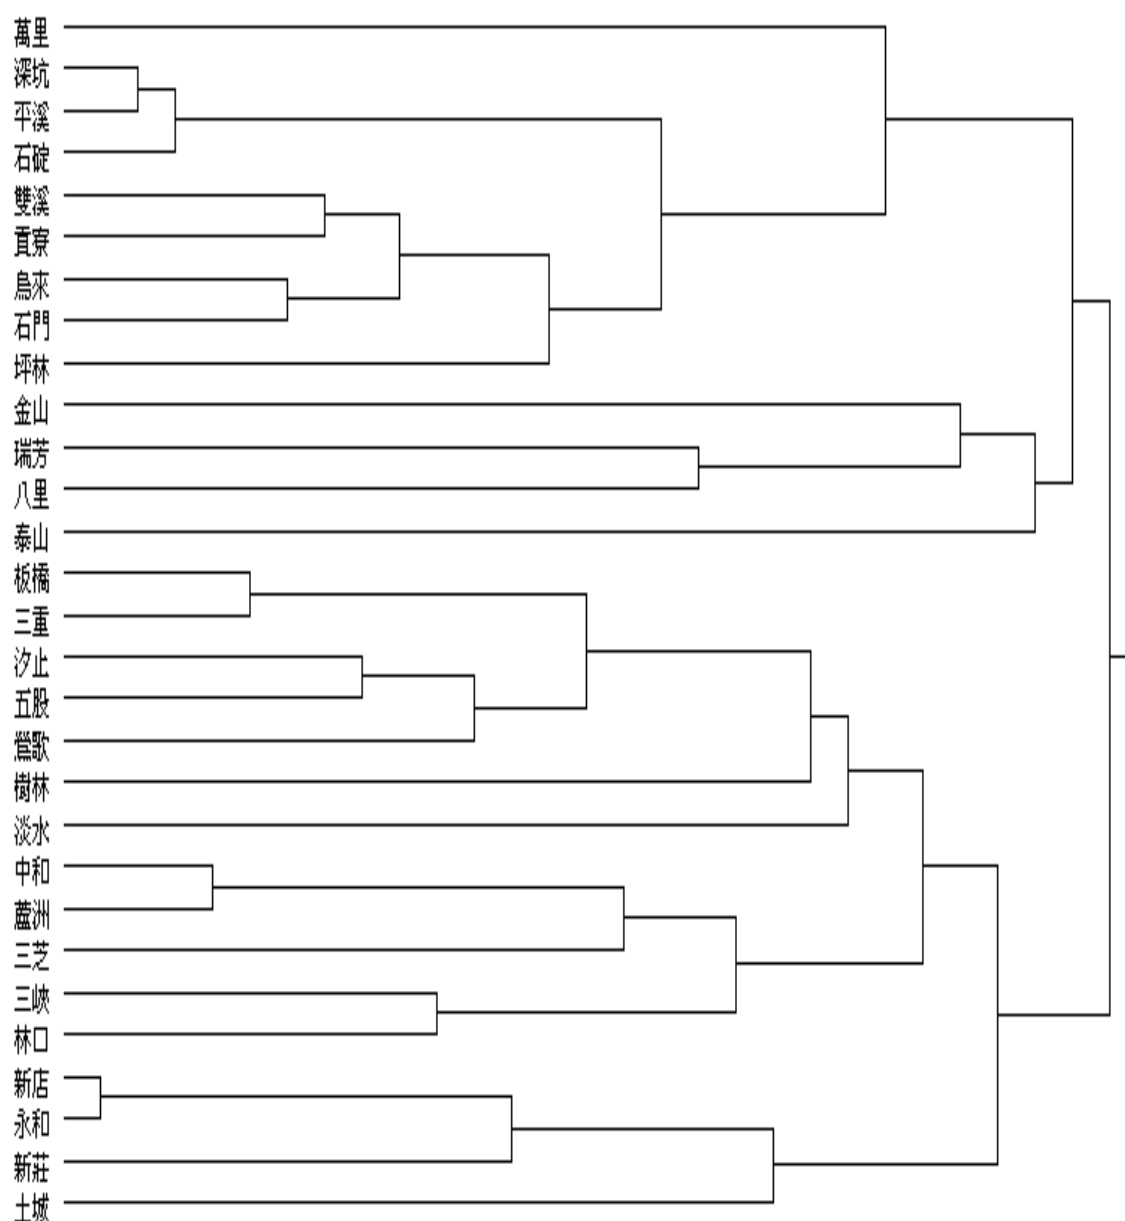 萬里
深坑
平溪
石碇
雙溪
貢寮
烏來
石門
坪林
金山
瑞芳
八里
泰山
板橋
三重
汐止
五股
鶯歌
樹林
淡水
中和
蘆洲
三芝
三峽
林口
新店
永和
新莊
土城